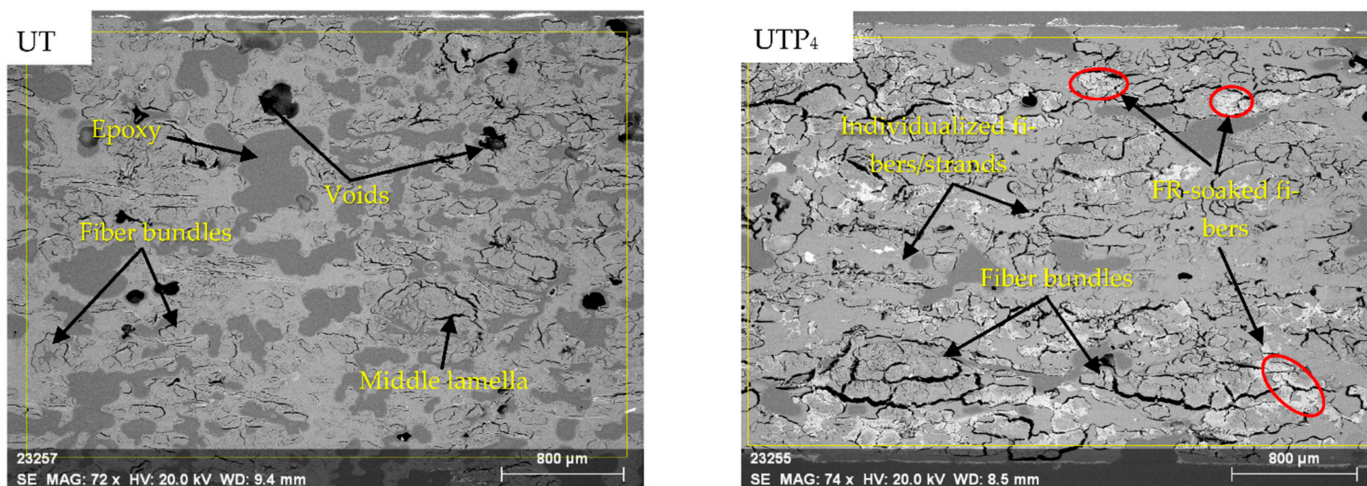 UT
Epoxy
Voids
Fiber bundles
Middle lamella
23257
800 µm
SE MAG: 72 x HV: 20.0 kV WD: 9.4 mm
UTP4
Individualized fi-
bers/strands
FR-soaked fi-
bers
Fiber bundles
23255
800 µm
SE MAG: 74 x HV: 20.0 kV WD: 8.5 mm